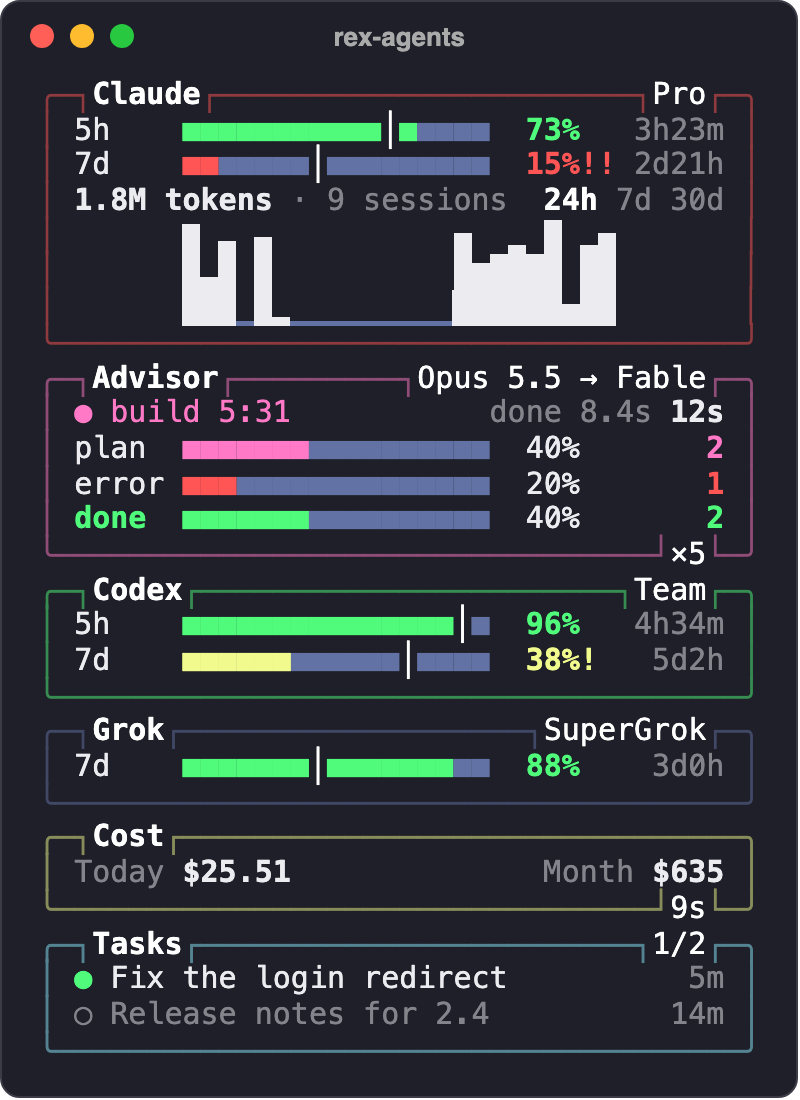 rex-agents
Claude Pro
5h 73% 3h23m
7d 15%!! 2d21h
1.8M tokens · 9 sessions 24h 7d 30d
Advisor Opus 5.5 → Fable
● build 5:31 done 8.4s 12s
plan 40% 2
error 20% 1
done 40% 2
×5
Codex Team
5h 96% 4h34m
7d 38%! 5d2h
Grok SuperGrok
7d 88% 3d0h
Cost
Today $25.51 Month $635
9s
Tasks 1/2
● Fix the login redirect 5m
○ Release notes for 2.4 14m